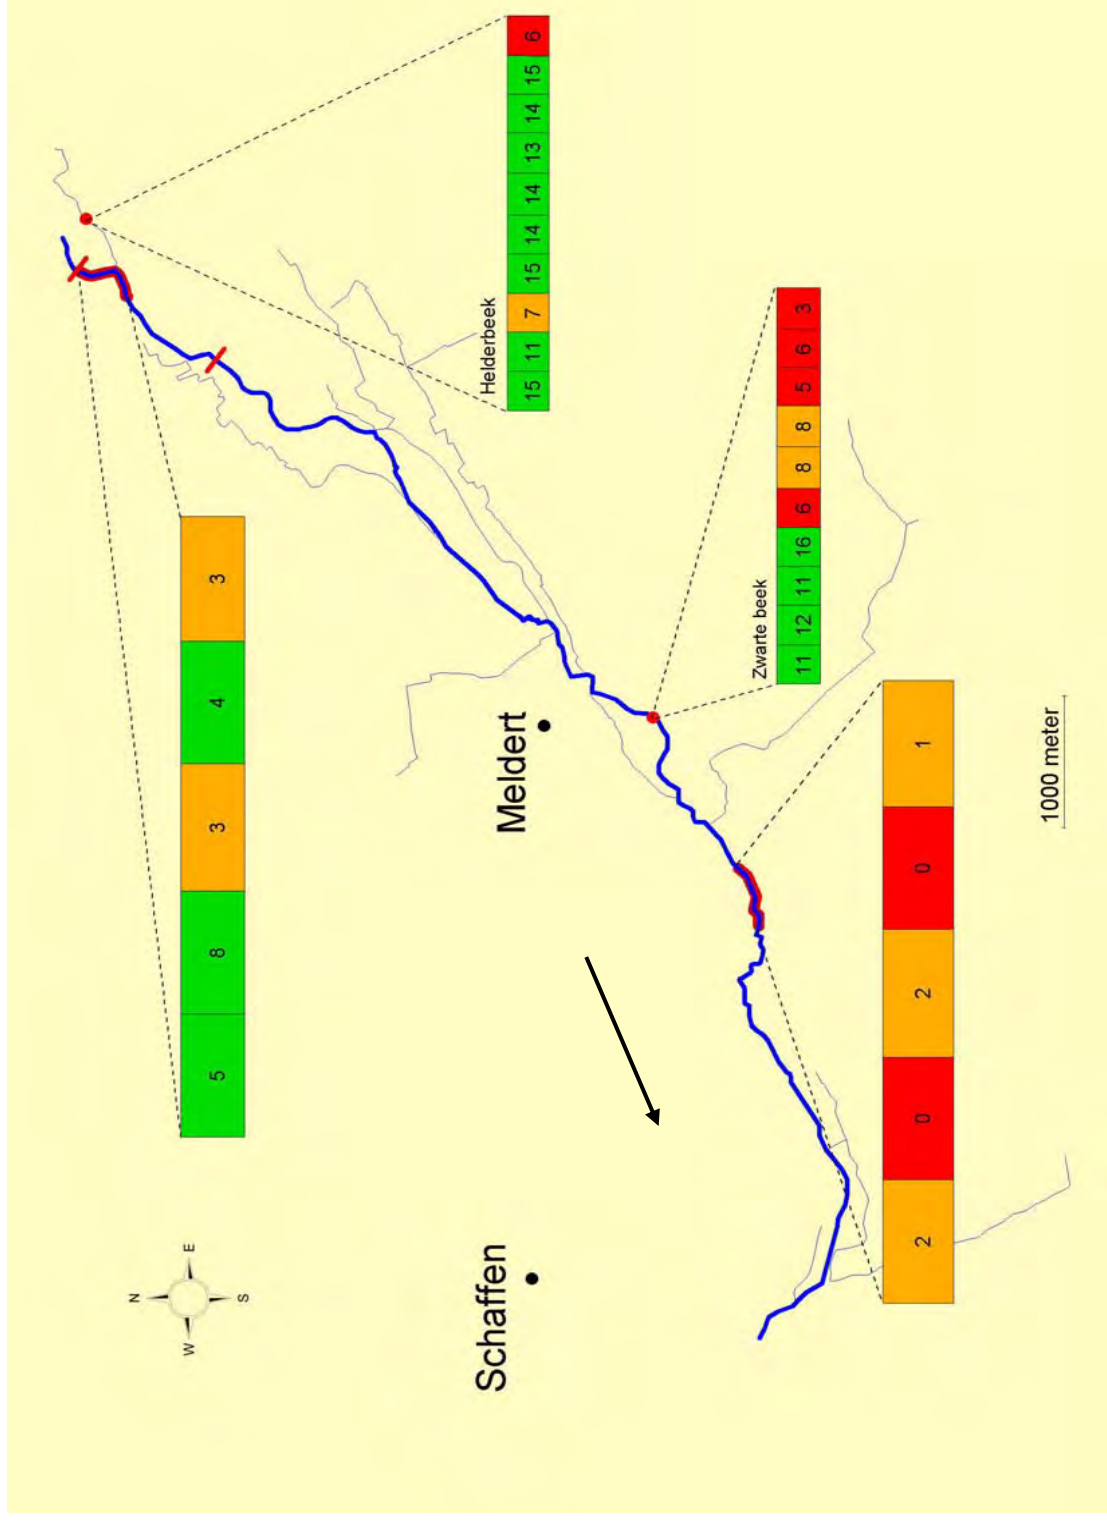 N
W E
S
5 8 3 4 3
Helderbeek
15 11 7 15 14 14 13 14 15 6
Schaffen
Meldert
Zwarte beek
11 12 11 16 6 8 8 5 6 3
2 0 2 0 1
1000 meter